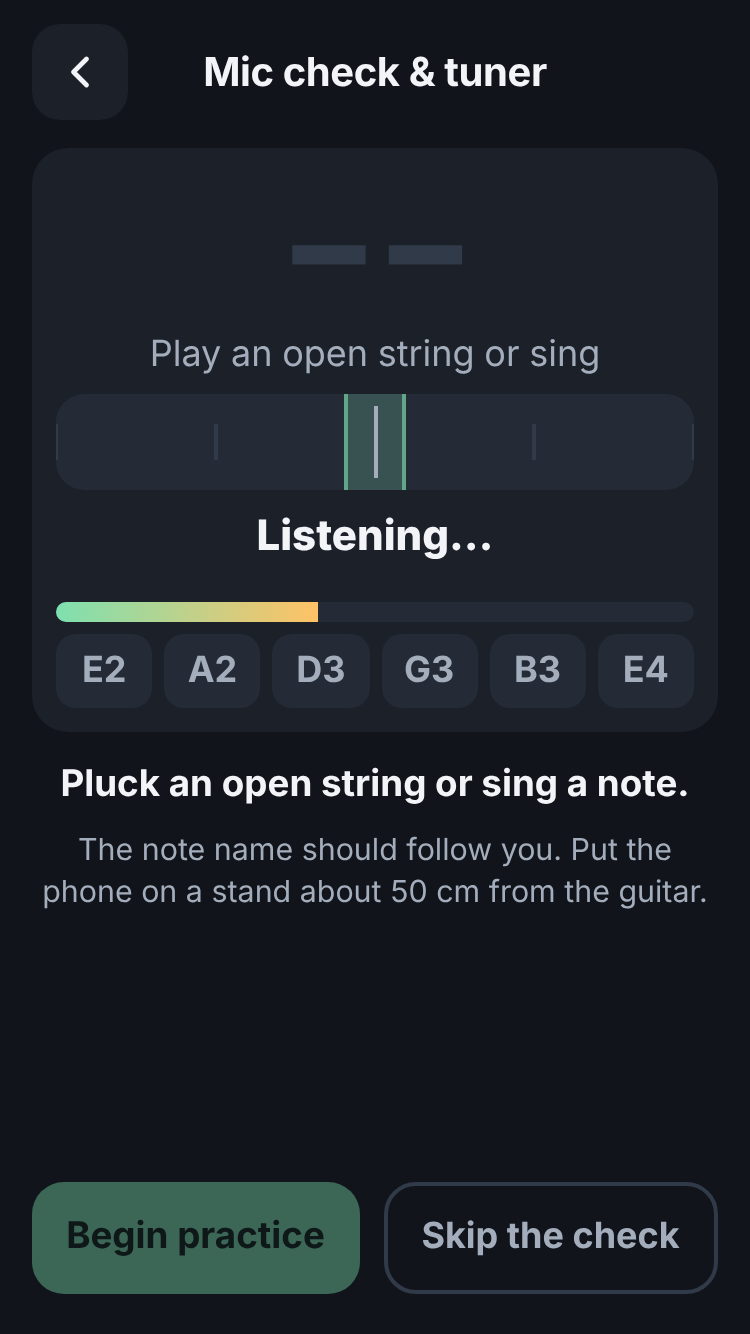 Mic check & tuner
– –
Play an open string or sing
Listening...
E2 A2 D3 G3 B3 E4
Pluck an open string or sing a note.
The note name should follow you. Put the
phone on a stand about 50 cm from the guitar.
Begin practice Skip the check